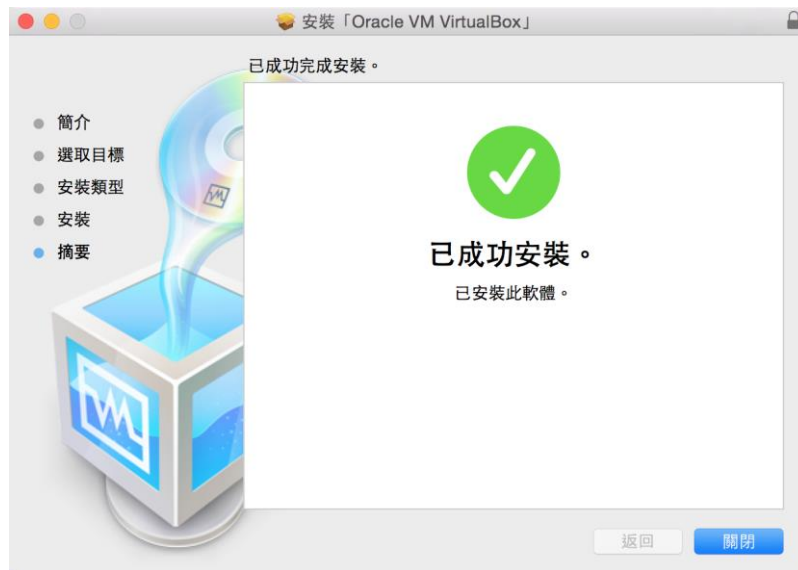 安裝「Oracle VM VirtualBox」
已成功完成安裝。
簡介
選取目標
安裝類型
安裝
摘要
已成功安裝。
已安裝此軟體。
返回
關閉